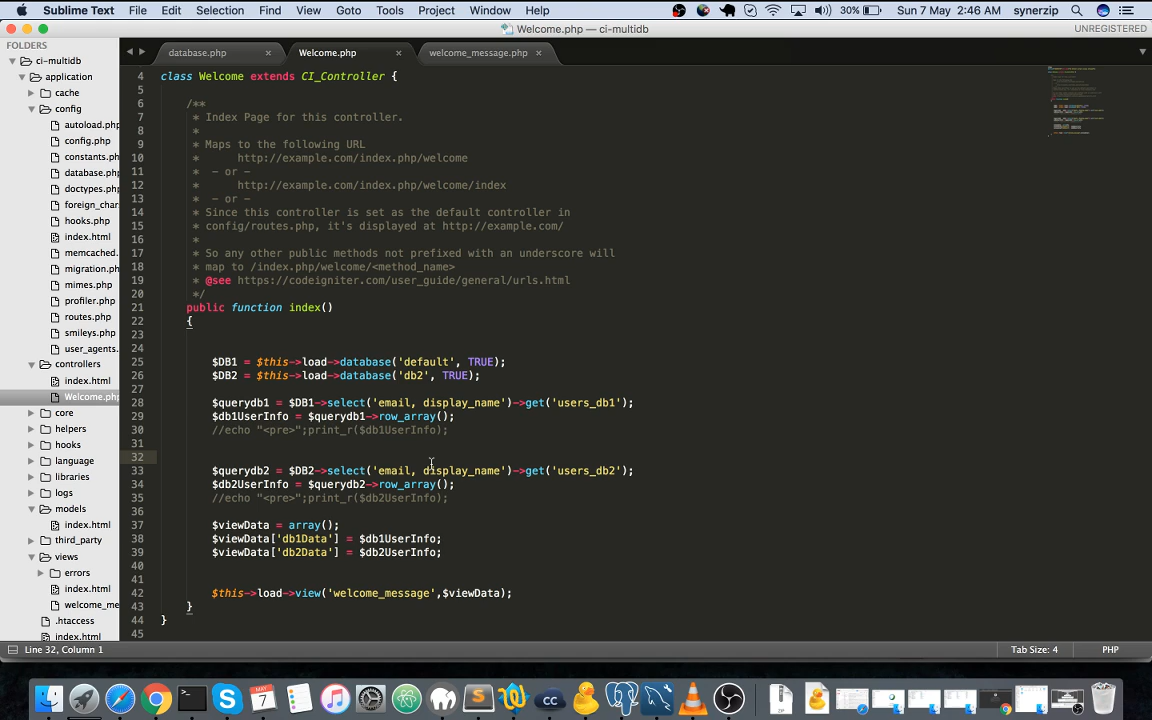 Sublime Text File Edit Selection Find View Goto Tools Project Window Help 30% Sun 7 May 2:46 AM synerzip
Welcome.php — ci-multidb UNREGISTERED
FOLDERS
ci-multidb
application
cache
config
autoload.php
config.php
constants.ph
database.php
doctypes.php
foreign_char
hooks.php
index.html
memcached.
migration.ph
mimes.php
profiler.php
routes.php
smileys.php
user_agents.
controllers
index.html
Welcome.php
core
helpers
hooks
language
libraries
logs
models
index.html
third_party
views
errors
index.html
welcome_me
.htaccess
index.html
database.php × Welcome.php × welcome_message.php ×
4 class Welcome extends CI_Controller {
5
6 /**
7 * Index Page for this controller.
8 *
9 * Maps to the following URL
10 * http://example.com/index.php/welcome
11 * - or -
12 * http://example.com/index.php/welcome/index
13 * - or -
14 * Since this controller is set as the default controller in
15 * config/routes.php, it's displayed at http://example.com/
16 *
17 * So any other public methods not prefixed with an underscore will
18 * map to /index.php/welcome/<method_name>
19 * @see https://codeigniter.com/user_guide/general/urls.html
20 */
21 public function index()
22 {
23
24
25 $DB1 = $this->load->database('default', TRUE);
26 $DB2 = $this->load->database('db2', TRUE);
27
28 $querydb1 = $DB1->select('email, display_name')->get('users_db1');
29 $db1UserInfo = $querydb1->row_array();
30 //echo "<pre>";print_r($db1UserInfo);
31
32
33 $querydb2 = $DB2->select('email, display_name')->get('users_db2');
34 $db2UserInfo = $querydb2->row_array();
35 //echo "<pre>";print_r($db2UserInfo);
36
37 $viewData = array();
38 $viewData['db1Data'] = $db1UserInfo;
39 $viewData['db2Data'] = $db2UserInfo;
40
41
42 $this->load->view('welcome_message',$viewData);
43 }
44 }
45
Line 32, Column 1 Tab Size: 4 PHP